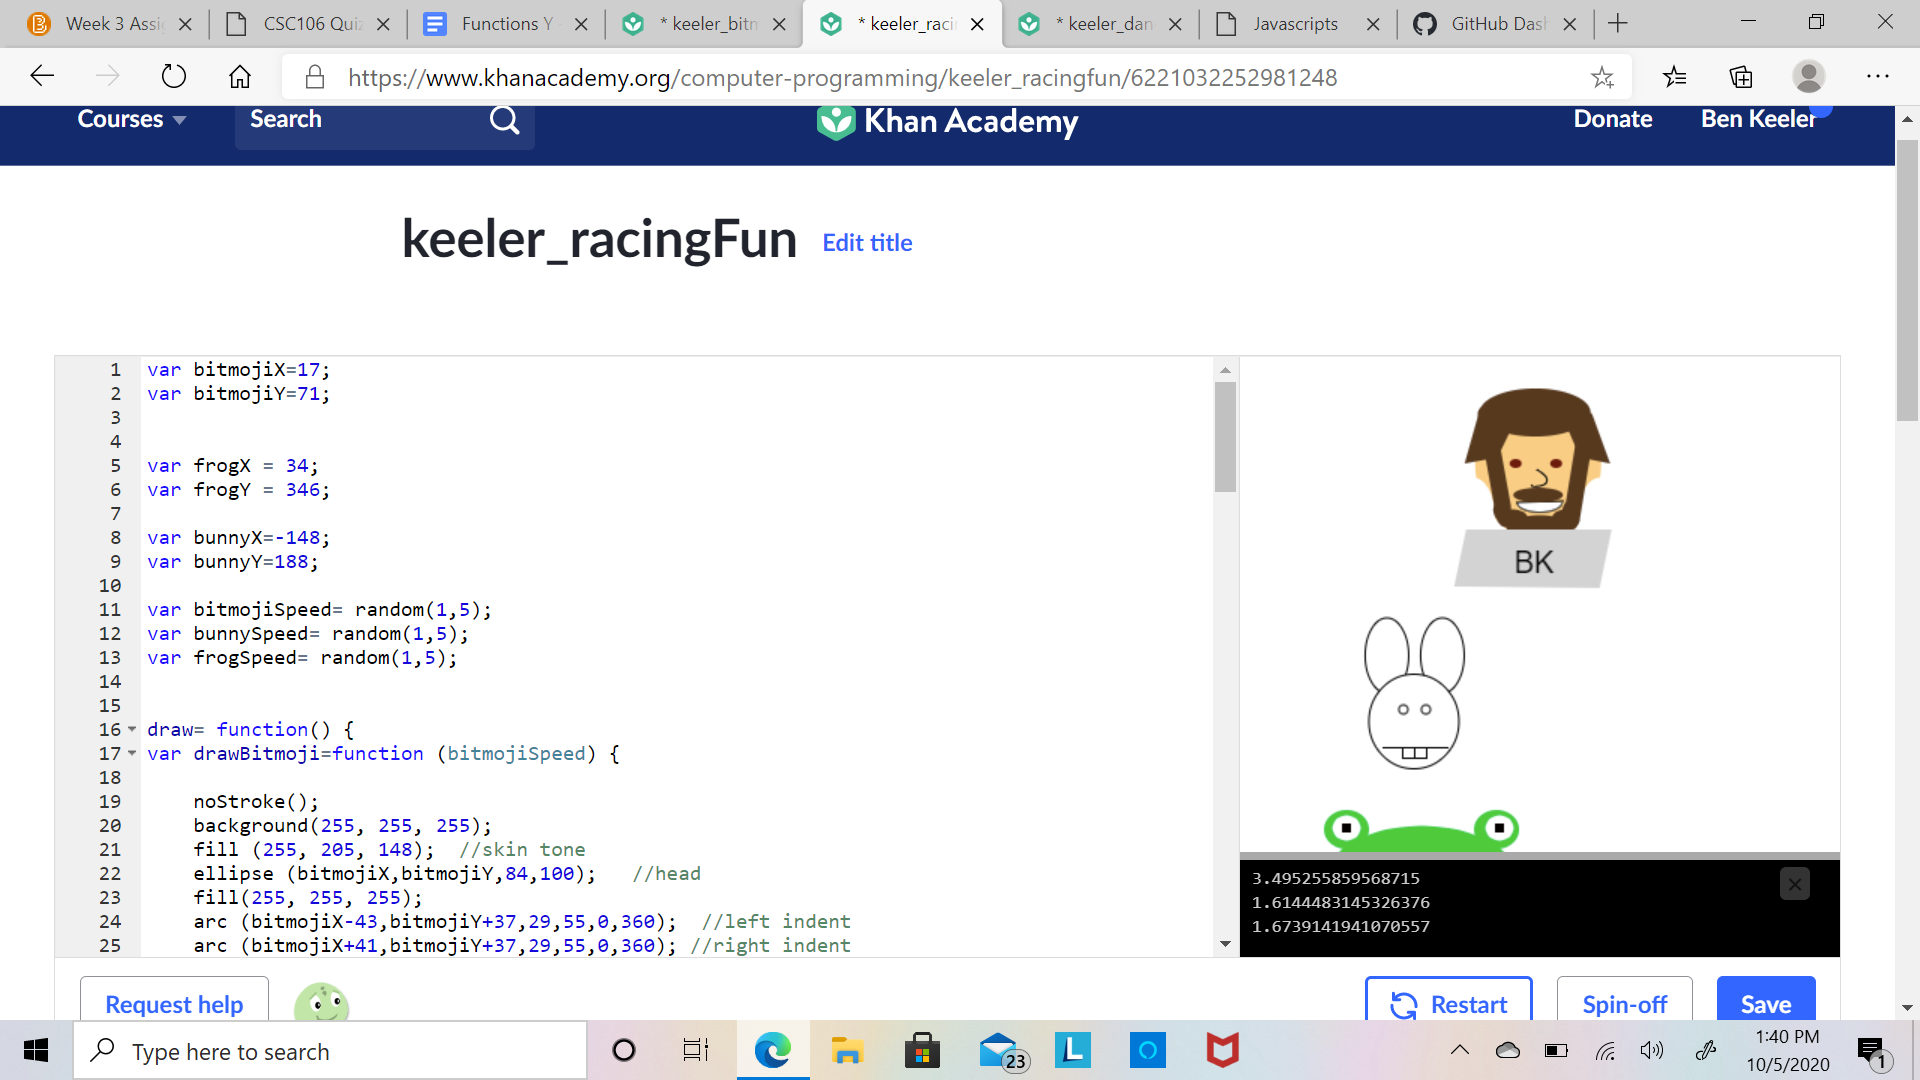 Week 3 Assi
CSC106 Quiz
Functions Y
* keeler_bitm
* keeler_raci
* keeler_dan
Javascripts
GitHub Dash
https://www.khanacademy.org/computer-programming/keeler_racingfun/6221032252981248
Courses
Search
Khan Academy
Donate
Ben Keeler
keeler_racingFun
Edit title
1 var bitmojiX=17;
2 var bitmojiY=71;
3
4
5 var frogX = 34;
6 var frogY = 346;
7
8 var bunnyX=-148;
9 var bunnyY=188;
10
11 var bitmojiSpeed= random(1,5);
12 var bunnySpeed= random(1,5);
13 var frogSpeed= random(1,5);
14
15
16 draw= function() {
17 var drawBitmoji=function (bitmojiSpeed) {
18
19 noStroke();
20 background(255, 255, 255);
21 fill (255, 205, 148); //skin tone
22 ellipse (bitmojiX,bitmojiY,84,100); //head
23 fill(255, 255, 255);
24 arc (bitmojiX-43,bitmojiY+37,29,55,0,360); //left indent
25 arc (bitmojiX+41,bitmojiY+37,29,55,0,360); //right indent
BK
3.495255859568715
1.6144483145326376
1.6739141941070557
Request help
Restart
Spin-off
Save
Type here to search
23
L
1:40 PM
10/5/2020
1